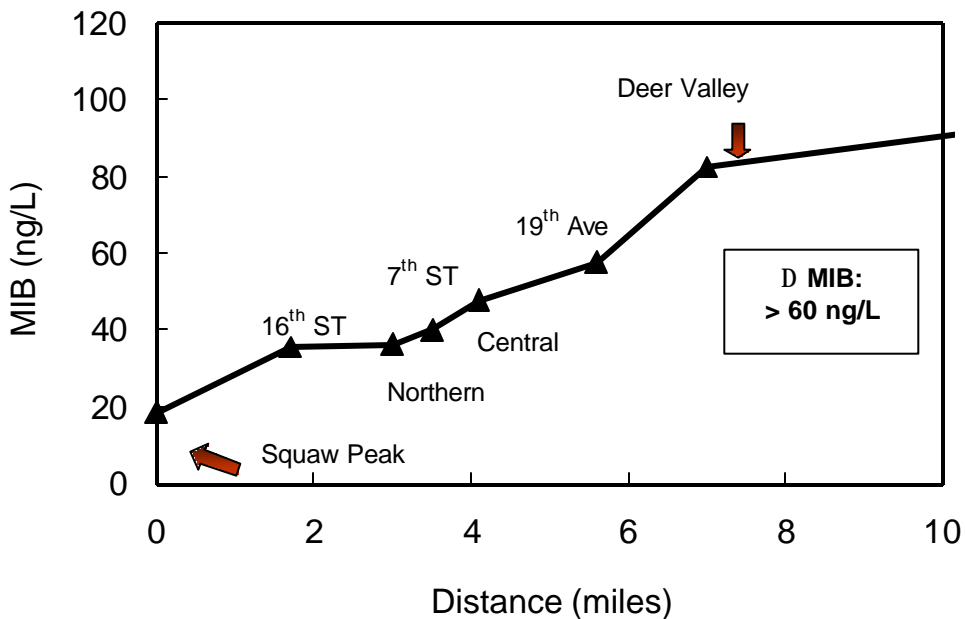 120
100
80
60
40
20
0
MIB (ng/L)
Deer Valley
19th Ave
7th ST
16th ST
Central
Northern
Squaw Peak
D MIB:
> 60 ng/L
0 2 4 6 8 10
Distance (miles)